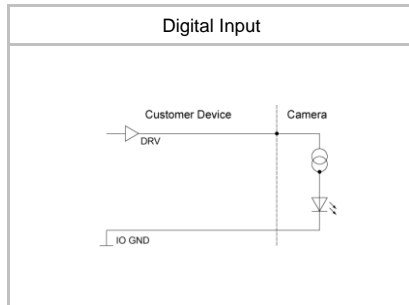 Digital Input
Customer Device
Camera
DRV
IO GND